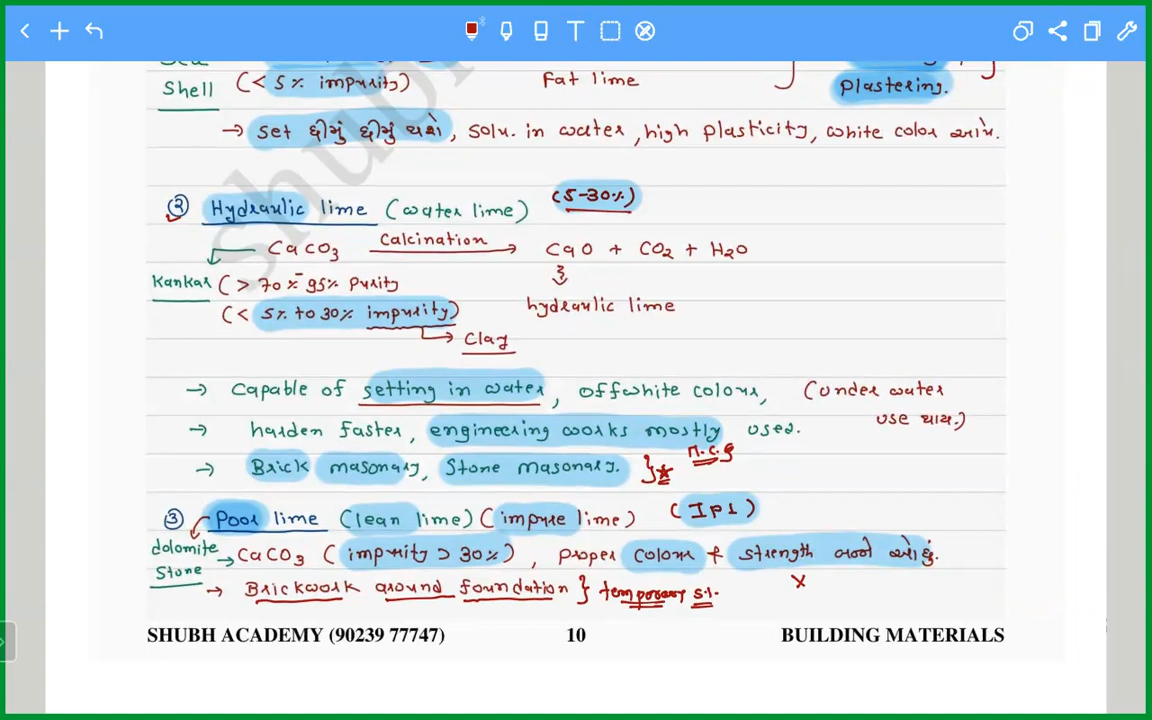 Shell (< 5% impurity) Fat lime plastering.
→ Set ધીમું ધીમું થશે, Solu. in water, high plasticity, white color આપે.
② Hydraulic lime (water lime) (5-30%)
CaCO₃ Calcination → CaO + CO₂ + H₂O
Kankar (> 70%-95% Purity
(< 5% to 30% impurity) hydraulic lime
→ Clay
→ Capable of setting in water, offwhite colour, (under water
→ harden faster, engineering works mostly used. use થાય.)
→ Brick masonary, Stone masonary. } ★ M.C.Q
③ Poor lime (lean lime) (impure lime) (IPL)
dolomite → CaCO₃ (impurity > 30%), proper colour & strength
Stone
→ Brickwork around foundation } temporary st.
SHUBH ACADEMY (90239 77747) 10 BUILDING MATERIALS
shubh